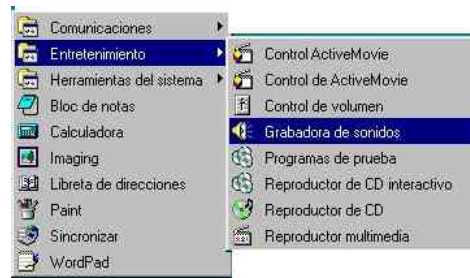 Comunicaciones
Entretenimiento
Herramientas del sistema
Bloc de notas
Calculadora
Imaging
Libreta de direcciones
Paint
Sincronizar
WordPad
Control ActiveMovie
Control de ActiveMovie
Control de volumen
Grabadora de sonidos
Programas de prueba
Reproductor de CD interactivo
Reproductor de CD
Reproductor multimedia